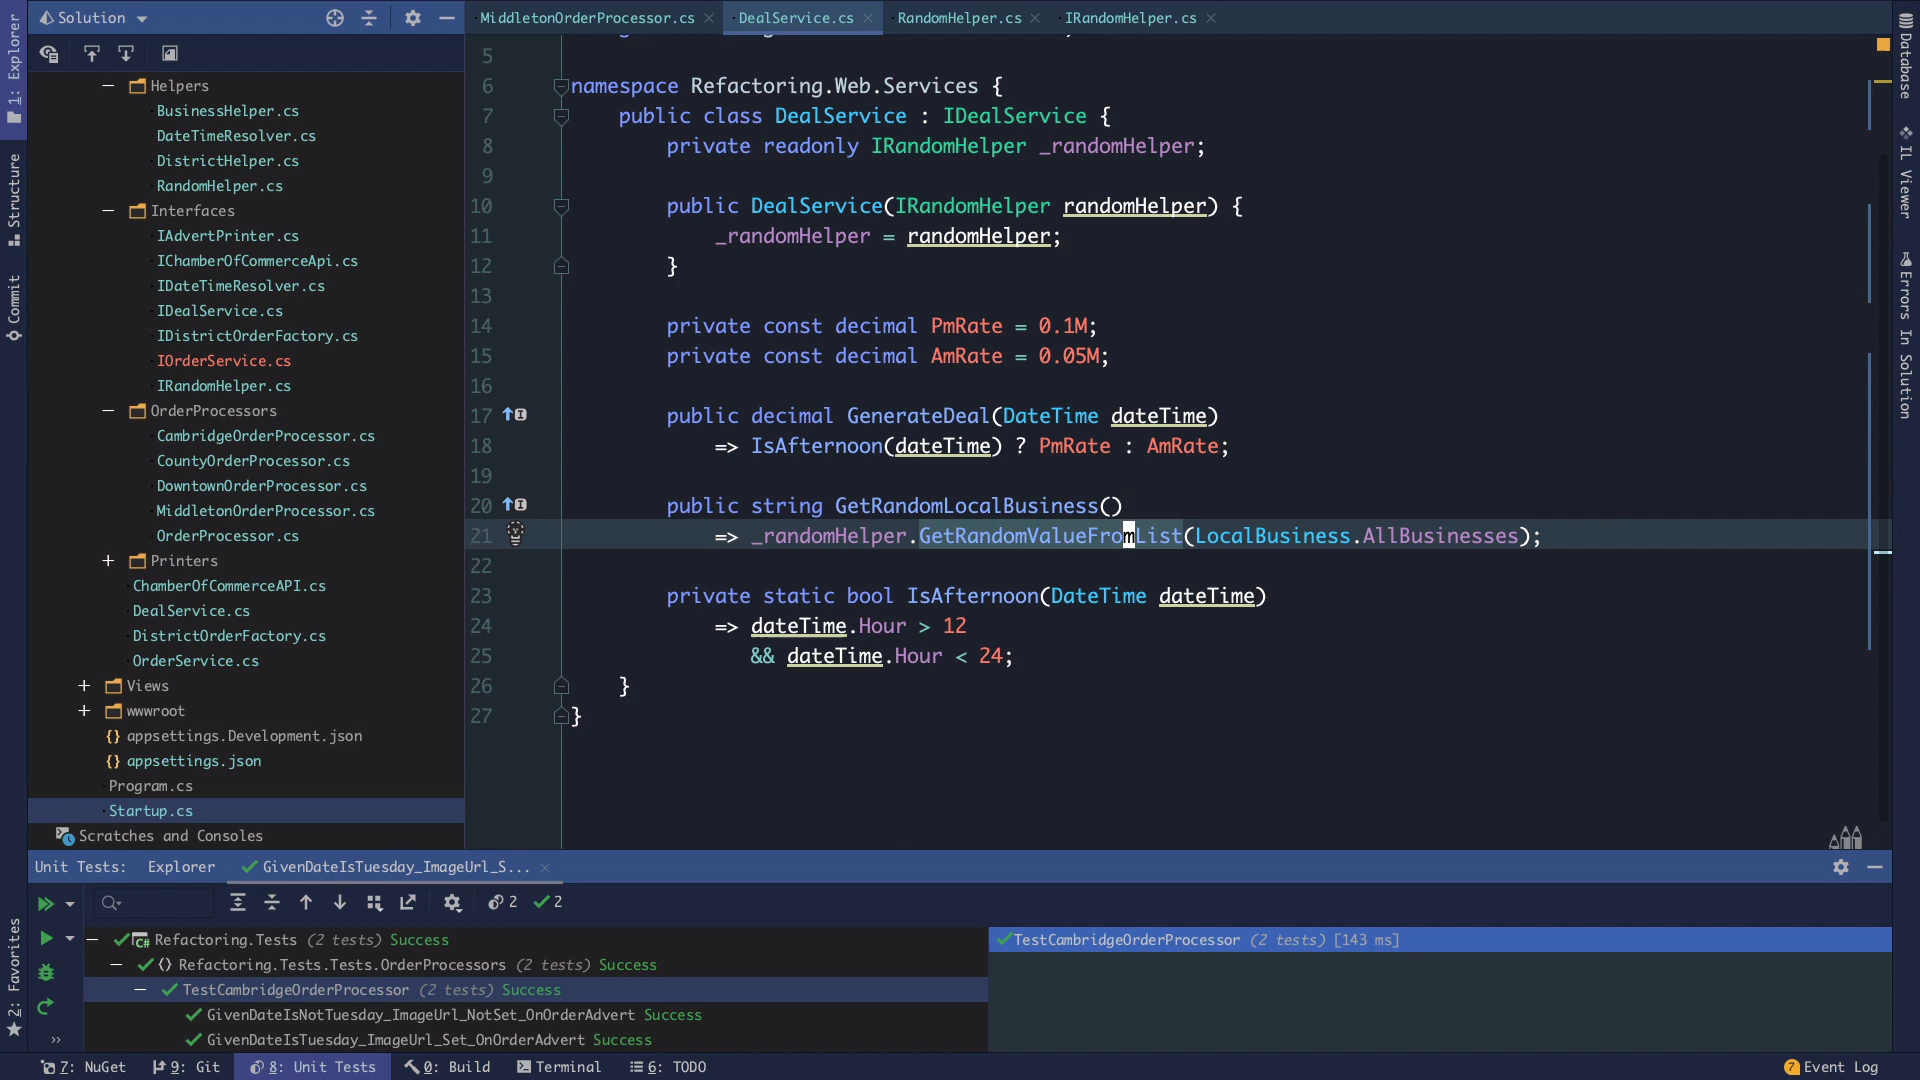 Solution
MiddletonOrderProcessor.cs
DealService.cs
RandomHelper.cs
IRandomHelper.cs
1: Explorer
Structure
Commit
2: Favorites
Helpers
BusinessHelper.cs
DateTimeResolver.cs
DistrictHelper.cs
RandomHelper.cs
Interfaces
IAdvertPrinter.cs
IChamberOfCommerceApi.cs
IDateTimeResolver.cs
IDealService.cs
IDistrictOrderFactory.cs
IOrderService.cs
IRandomHelper.cs
OrderProcessors
CambridgeOrderProcessor.cs
CountyOrderProcessor.cs
DowntownOrderProcessor.cs
MiddletonOrderProcessor.cs
OrderProcessor.cs
Printers
ChamberOfCommerceAPI.cs
DealService.cs
DistrictOrderFactory.cs
OrderService.cs
Views
wwwroot
appsettings.Development.json
appsettings.json
Program.cs
Startup.cs
Scratches and Consoles
5
6 namespace Refactoring.Web.Services {
7 public class DealService : IDealService {
8 private readonly IRandomHelper _randomHelper;
9
10 public DealService(IRandomHelper randomHelper) {
11 _randomHelper = randomHelper;
12 }
13
14 private const decimal PmRate = 0.1M;
15 private const decimal AmRate = 0.05M;
16
17 public decimal GenerateDeal(DateTime dateTime)
18 => IsAfternoon(dateTime) ? PmRate : AmRate;
19
20 public string GetRandomLocalBusiness()
21 => _randomHelper.GetRandomValueFromList(LocalBusiness.AllBusinesses);
22
23 private static bool IsAfternoon(DateTime dateTime)
24 => dateTime.Hour > 12
25 && dateTime.Hour < 24;
26 }
27 }
Database
IL Viewer
Errors In Solution
Unit Tests: Explorer GivenDateIsTuesday_ImageUrl_S...
2 2
Refactoring.Tests (2 tests) Success
Refactoring.Tests.Tests.OrderProcessors (2 tests) Success
TestCambridgeOrderProcessor (2 tests) Success
GivenDateIsNotTuesday_ImageUrl_NotSet_OnOrderAdvert Success
GivenDateIsTuesday_ImageUrl_Set_OnOrderAdvert Success
TestCambridgeOrderProcessor (2 tests) [143 ms]
7: NuGet 9: Git 8: Unit Tests 0: Build Terminal 6: TODO
7 Event Log